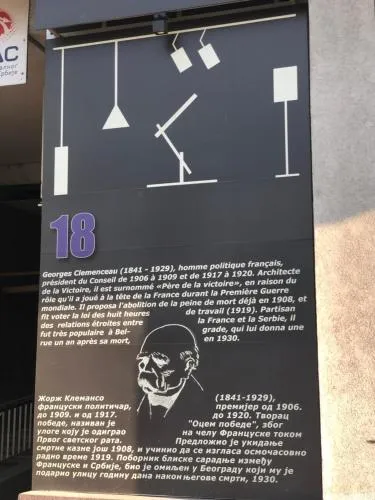 АС
Србије
18
Georges Clemenceau (1841 - 1929), homme politique français,
président du Conseil de 1906 à 1909 et de 1917 à 1920. Architecte
de la Victoire, il est surnommé «Père de la victoire», en raison du
rôle qu'il a joué à la tête de la France durant la Première Guerre
mondiale. Il proposa l'abolition de la peine de mort déjà en 1908, et
fit voter la loi des huit heures de travail (1919). Partisan
des relations étroites entre la France et la Serbie, il
fut très populaire à Bel- grade, qui lui donna une
rue un an après sa mort, en 1930.
Жорж Клемансо (1841-1929),
француски политичар, премијер од 1906.
до 1909. и од 1917. до 1920. Творац
победе, називан је "Оцем победе", због
улоге коју је одиграо на челу Француске током
Првог светског рата. Предложио је укидање
смртне казне још 1908, и учинио да се изгласа осмочасовно
радно време 1919. Поборник блиске сарадње између
Француске и Србије, био је омиљен у Београду који му је
подарио улицу годину дана након његове смрти, 1930.